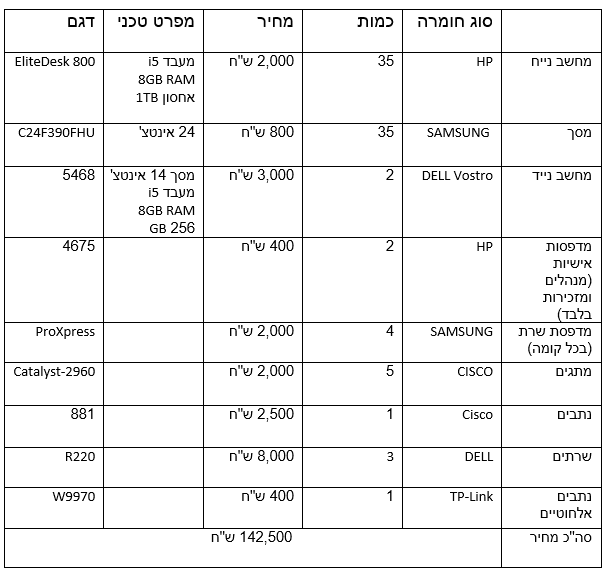 סוג חומרה כמות מחיר מפרט טכני דגם
מחשב נייח HP 35 2,000 ש"ח מעבד i5 EliteDesk 800
8GB RAM
אחסון 1TB
מסך SAMSUNG 35 800 ש"ח 24 אינטצ' C24F390FHU
מחשב נייד DELL Vostro 2 3,000 ש"ח מסך 14 אינטצ' 5468
מעבד i5
8GB RAM
256 GB
מדפסות HP 2 400 ש"ח 4675
אישיות
(מנהלים
ומזכירות
בלבד)
מדפסת שרת SAMSUNG 4 2,000 ש"ח ProXpress
(בכל קומה)
מתגים CISCO 5 2,000 ש"ח Catalyst-2960
נתבים Cisco 1 2,500 ש"ח 881
שרתים DELL 3 8,000 ש"ח R220
נתבים TP-Link 1 400 ש"ח W9970
אלחוטיים
סה"כ מחיר 142,500 ש"ח